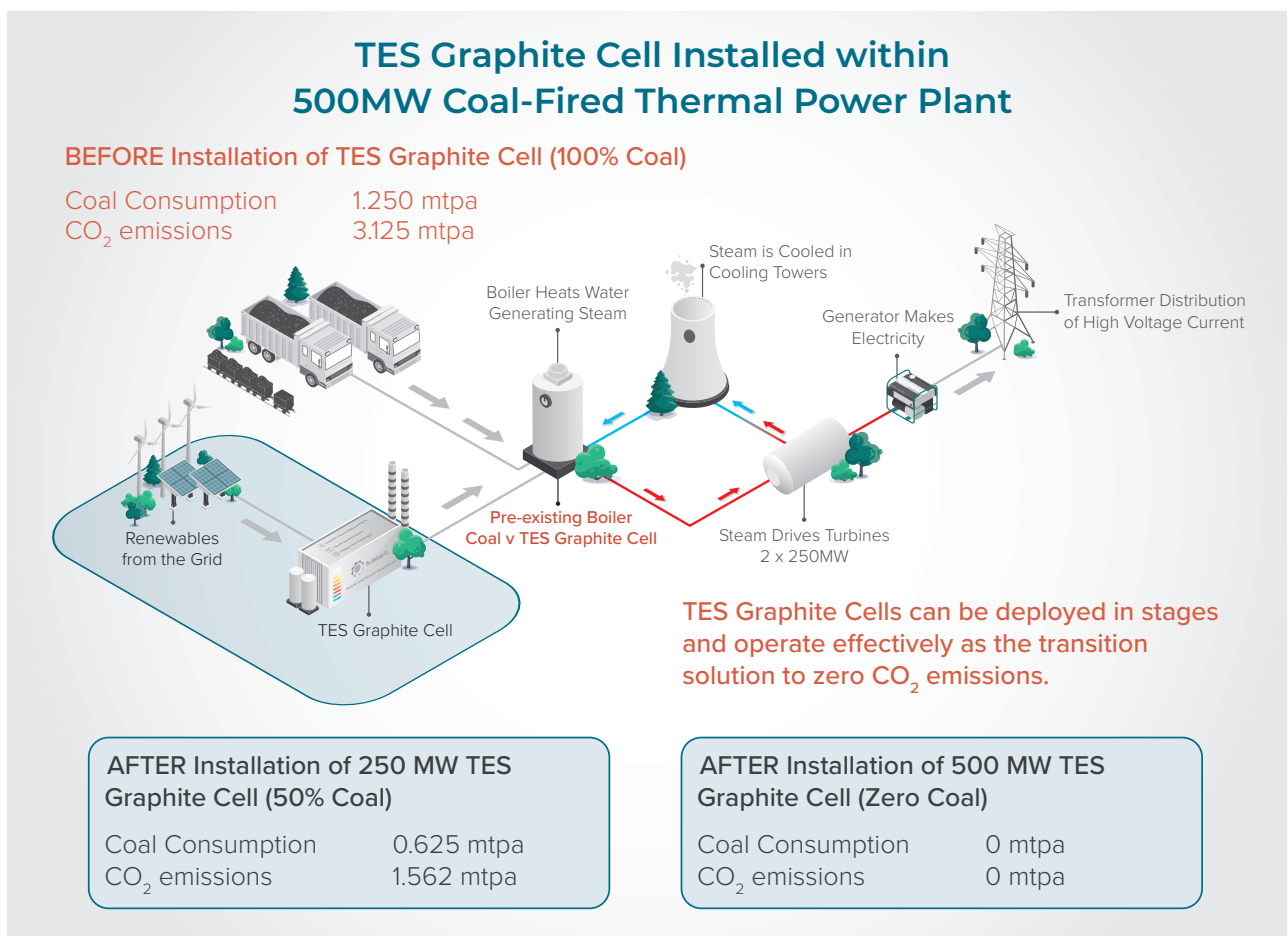 TES Graphite Cell Installed within
500MW Coal-Fired Thermal Power Plant
BEFORE Installation of TES Graphite Cell (100% Coal)
Coal Consumption 1.250 mtpa
CO₂ emissions 3.125 mtpa
Steam is Cooled in
Cooling Towers
Boiler Heats Water
Generating Steam
Generator Makes
Electricity
Transformer Distribution
of High Voltage Current
Renewables
from the Grid
TES Graphite Cell
Pre-existing Boiler
Coal v TES Graphite Cell
Steam Drives Turbines
2 x 250MW
TES Graphite Cells can be deployed in stages
and operate effectively as the transition
solution to zero CO₂ emissions.
AFTER Installation of 250 MW TES
Graphite Cell (50% Coal)
Coal Consumption 0.625 mtpa
CO₂ emissions 1.562 mtpa
AFTER Installation of 500 MW TES
Graphite Cell (Zero Coal)
Coal Consumption 0 mtpa
CO₂ emissions 0 mtpa